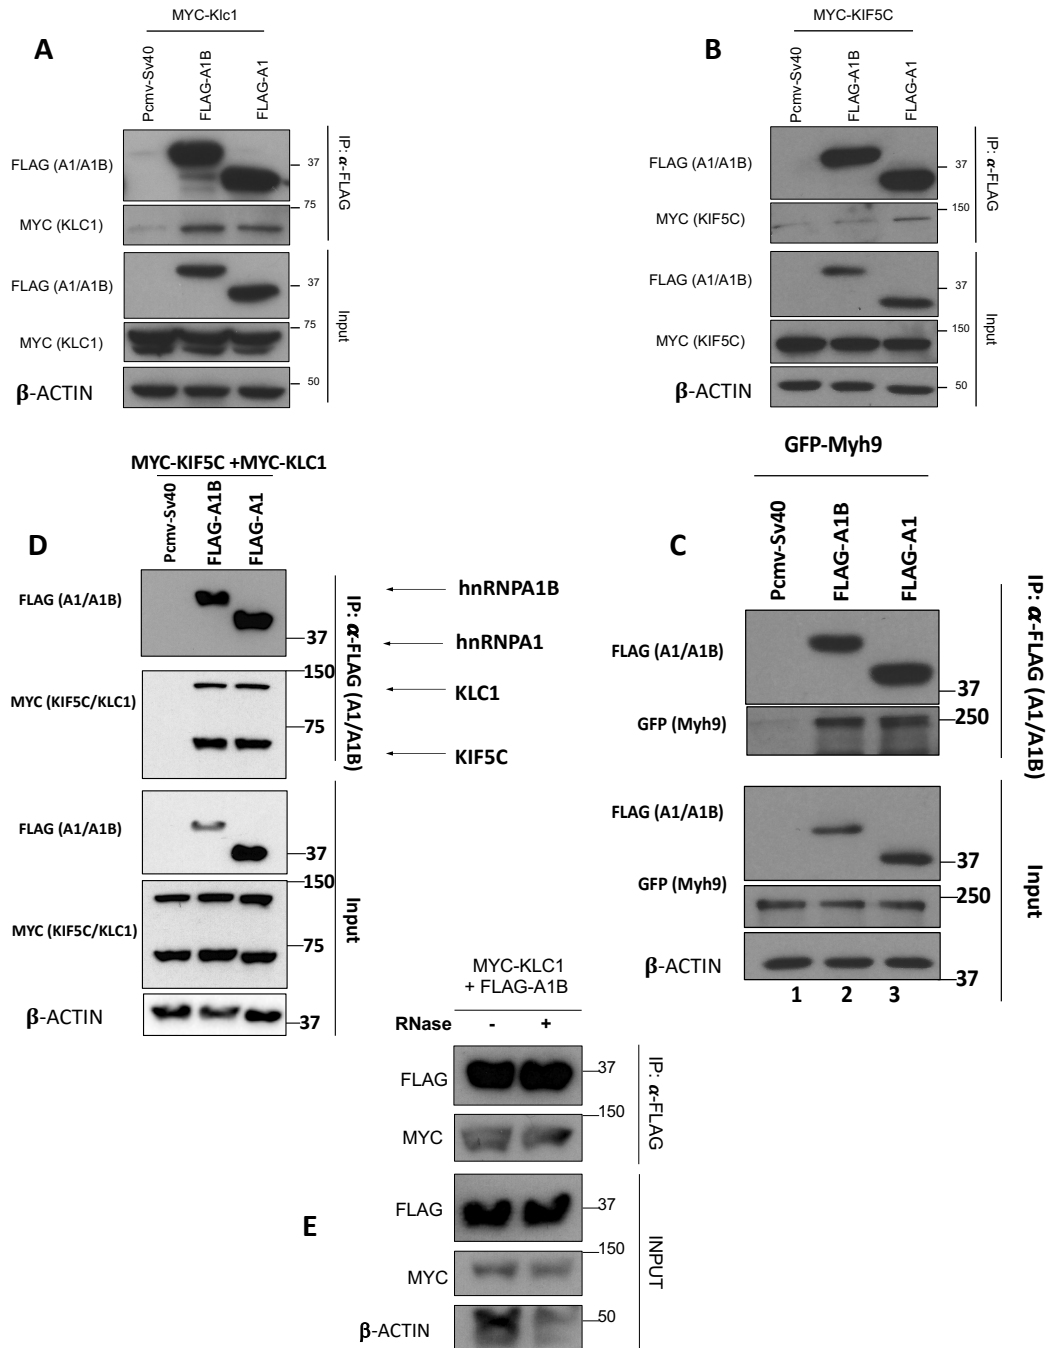 MYC-Klc1
A
Pcmv-Sv40
FLAG-A1B
FLAG-A1
FLAG (A1/A1B)
37
75
MYC (KLC1)
IP: α-FLAG
FLAG (A1/A1B)
37
75
MYC (KLC1)
50
β-ACTIN
Input
MYC-KIF5C
B
Pcmv-Sv40
FLAG-A1B
FLAG-A1
FLAG (A1/A1B)
37
150
MYC (KIF5C)
IP: α-FLAG
FLAG (A1/A1B)
37
150
MYC (KIF5C)
50
β-ACTIN
Input
MYC-KIF5C +MYC-KLC1
D
Pcmv-Sv40
FLAG-A1B
FLAG-A1
FLAG (A1/A1B)
37
150
MYC (KIF5C/KLC1)
75
IP: α-FLAG (A1/A1B)
hnRNPA1B
hnRNPA1
KLC1
KIF5C
FLAG (A1/A1B)
37
150
MYC (KIF5C/KLC1)
75
β-ACTIN
37
Input
GFP-Myh9
C
Pcmv-Sv40
FLAG-A1B
FLAG-A1
FLAG (A1/A1B)
37
GFP (Myh9)
250
IP: α-FLAG (A1/A1B)
FLAG (A1/A1B)
37
GFP (Myh9)
250
β-ACTIN
37
1 2 3
Input
MYC-KLC1
+ FLAG-A1B
RNase - +
FLAG
37
150
MYC
IP: α-FLAG
E
FLAG
37
150
MYC
50
β-ACTIN
INPUT